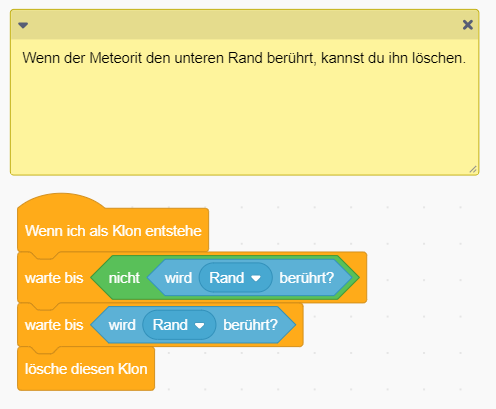 Wenn der Meteorit den unteren Rand berührt, kannst du ihn löschen.
Wenn ich als Klon entstehe
warte bis nicht wird Rand berührt?
warte bis wird Rand berührt?
lösche diesen Klon